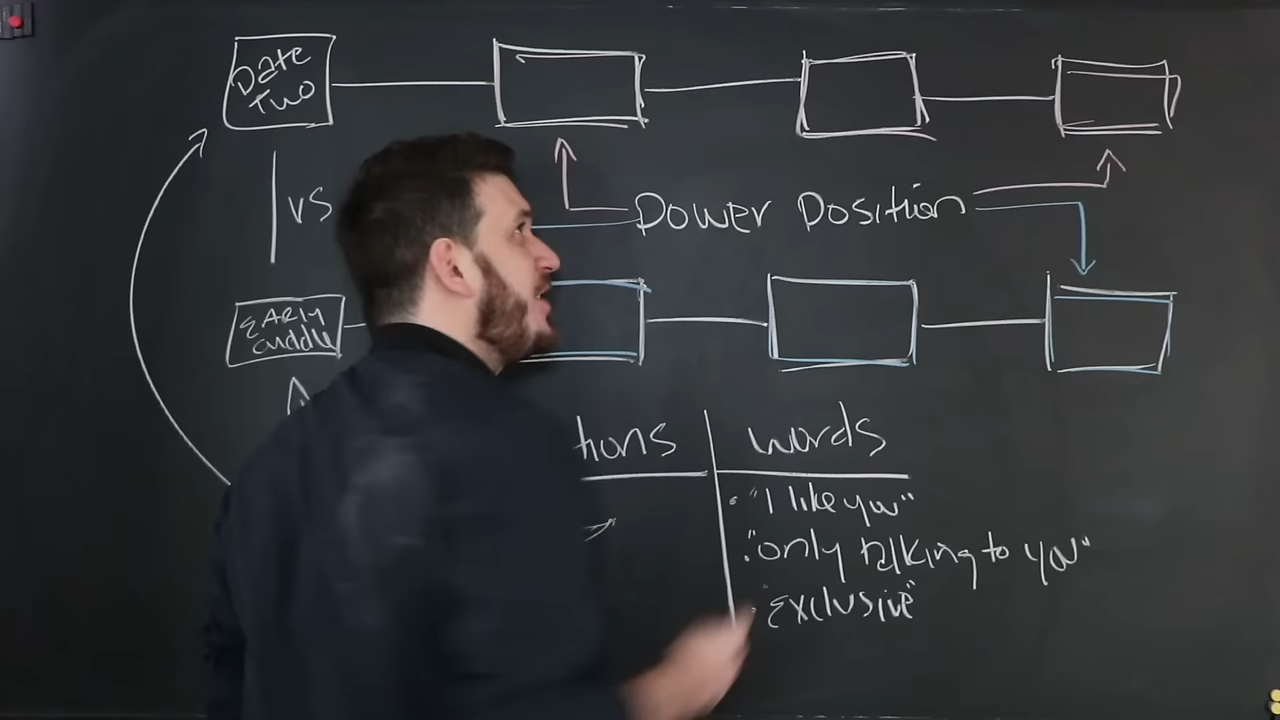 Date
Two
vs
Power Position
EARly
cuddle
tions
words
• "I like you"
• "only talking to you"
• "Exclusive"